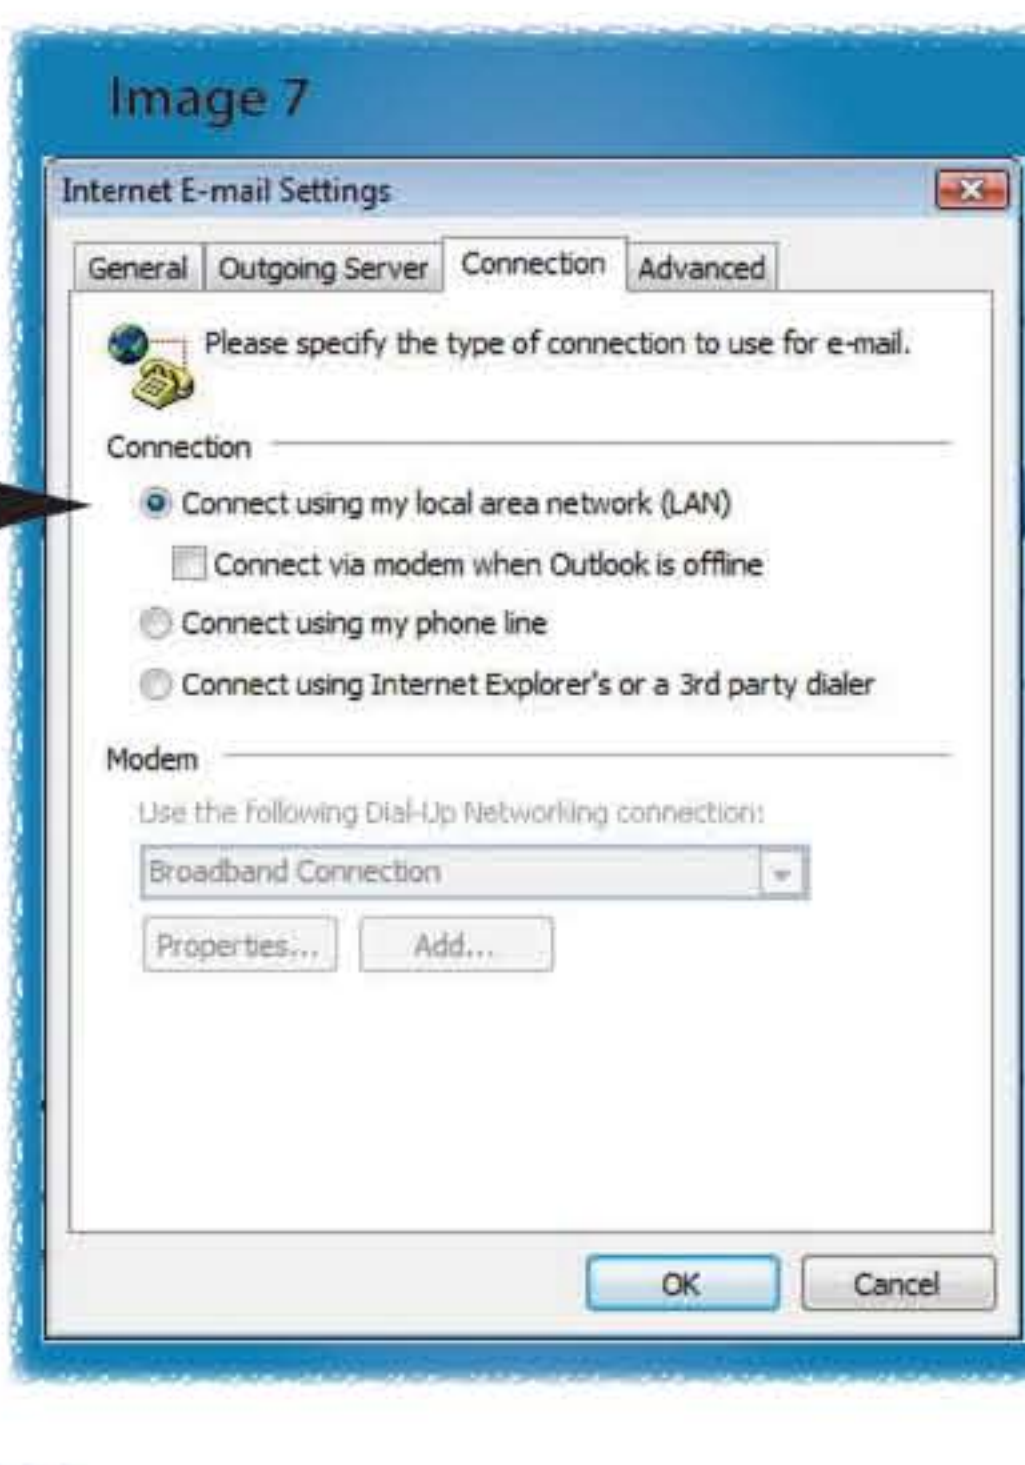 Image 7
Internet E-mail Settings
General Outgoing Server Connection Advanced
Please specify the type of connection to use for e-mail.
Connection
Connect using my local area network (LAN)
Connect via modem when Outlook is offline
Connect using my phone line
Connect using Internet Explorer's or a 3rd party dialer
Modem
Use the following Dial-Up Networking connection:
Broadband Connection
Properties... Add...
OK Cancel